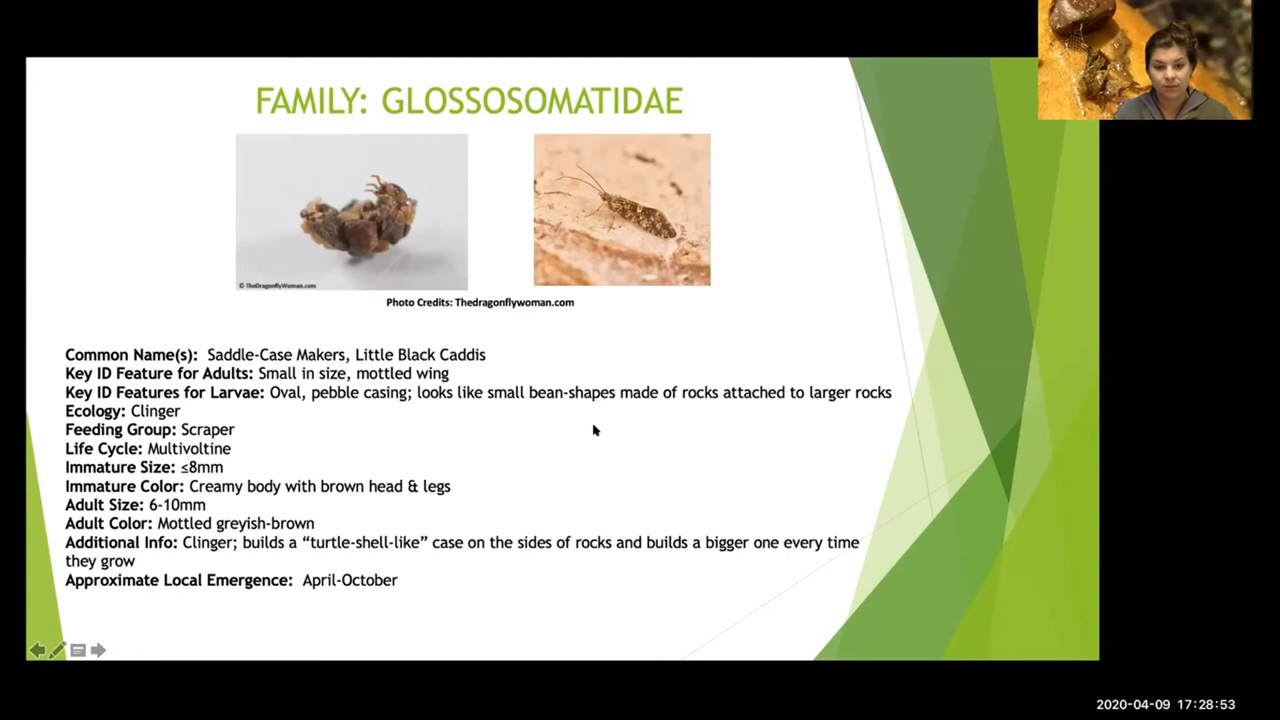 FAMILY: GLOSSOSOMATIDAE
© TheDragonflyWoman.com
Photo Credits: Thedragonflywoman.com
Common Name(s): Saddle-Case Makers, Little Black Caddis
Key ID Feature for Adults: Small in size, mottled wing
Key ID Features for Larvae: Oval, pebble casing; looks like small bean-shapes made of rocks attached to larger rocks
Ecology: Clinger
Feeding Group: Scraper
Life Cycle: Multivoltine
Immature Size: ≤8mm
Immature Color: Creamy body with brown head & legs
Adult Size: 6-10mm
Adult Color: Mottled greyish-brown
Additional Info: Clinger; builds a “turtle-shell-like” case on the sides of rocks and builds a bigger one every time
they grow
Approximate Local Emergence: April-October
2020-04-09 17:28:53